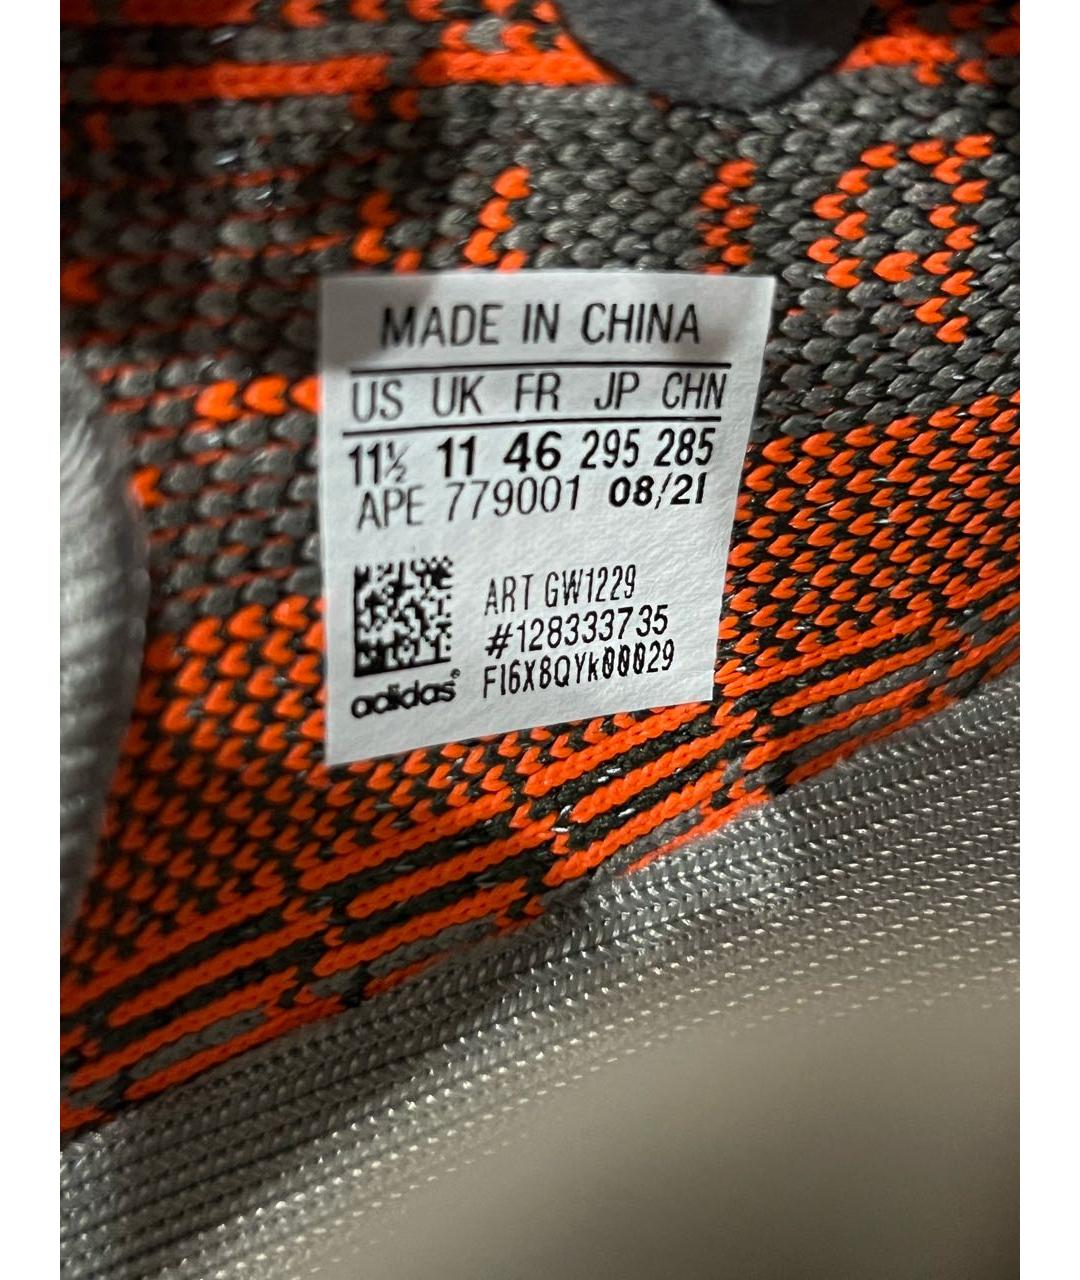 MADE IN CHINA
US UK FR JP CHN
11½ 11 46 295 285
APE 779001 08/21
ART GW1229
#128333735
FI6X8QYk00029
adidas®